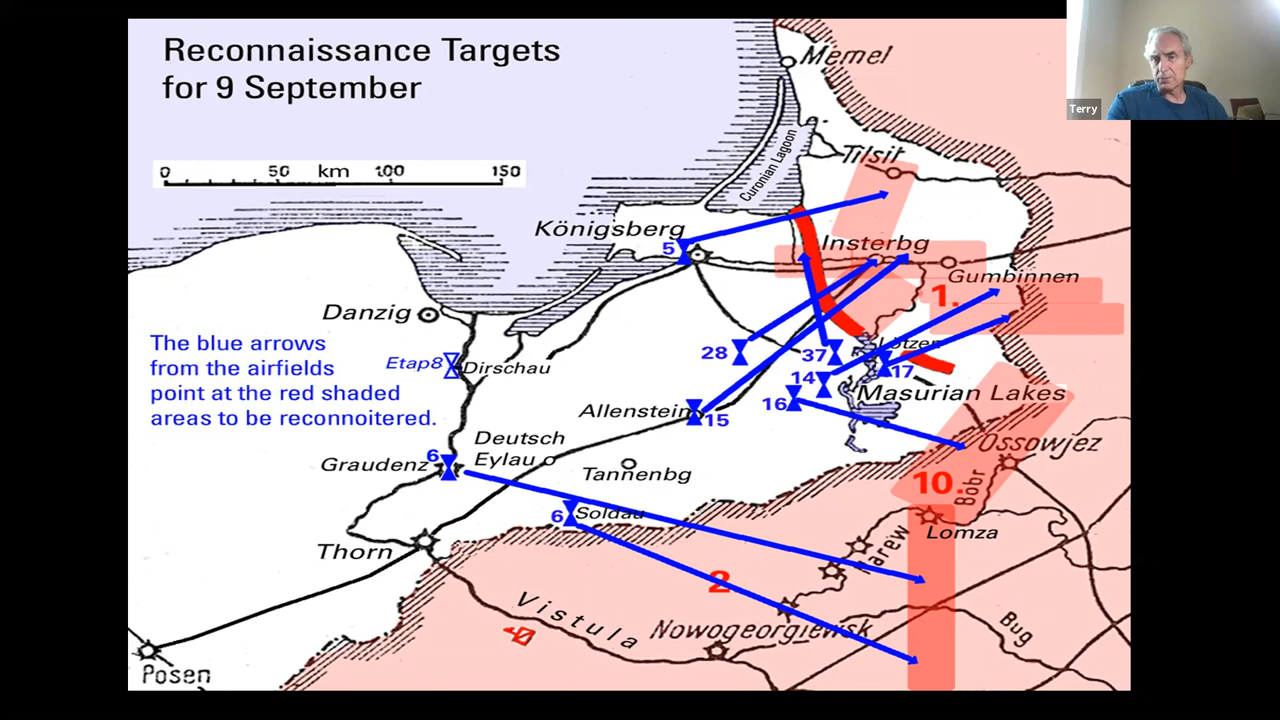 Reconnaissance Targets
for 9 September
0 50 km 100 150
Memel
Terry
Curonian Lagoon
Tilsit
Königsberg
5
Insterbg
Gumbinnen
1.
Danzig
The blue arrows
from the airfields
point at the red shaded
areas to be reconnoitered.
Etap8
Dirschau
28
37
Lötzen
17
14
16
Masurian Lakes
Allenstein
15
Deutsch
Eylau
6
Graudenz
Tannenbg
Ossowjez
10.
Bobr
6
Soldau
Lomza
Narew
Thorn
2
Vistula
Nowogeorgiewsk
Bug
Posen